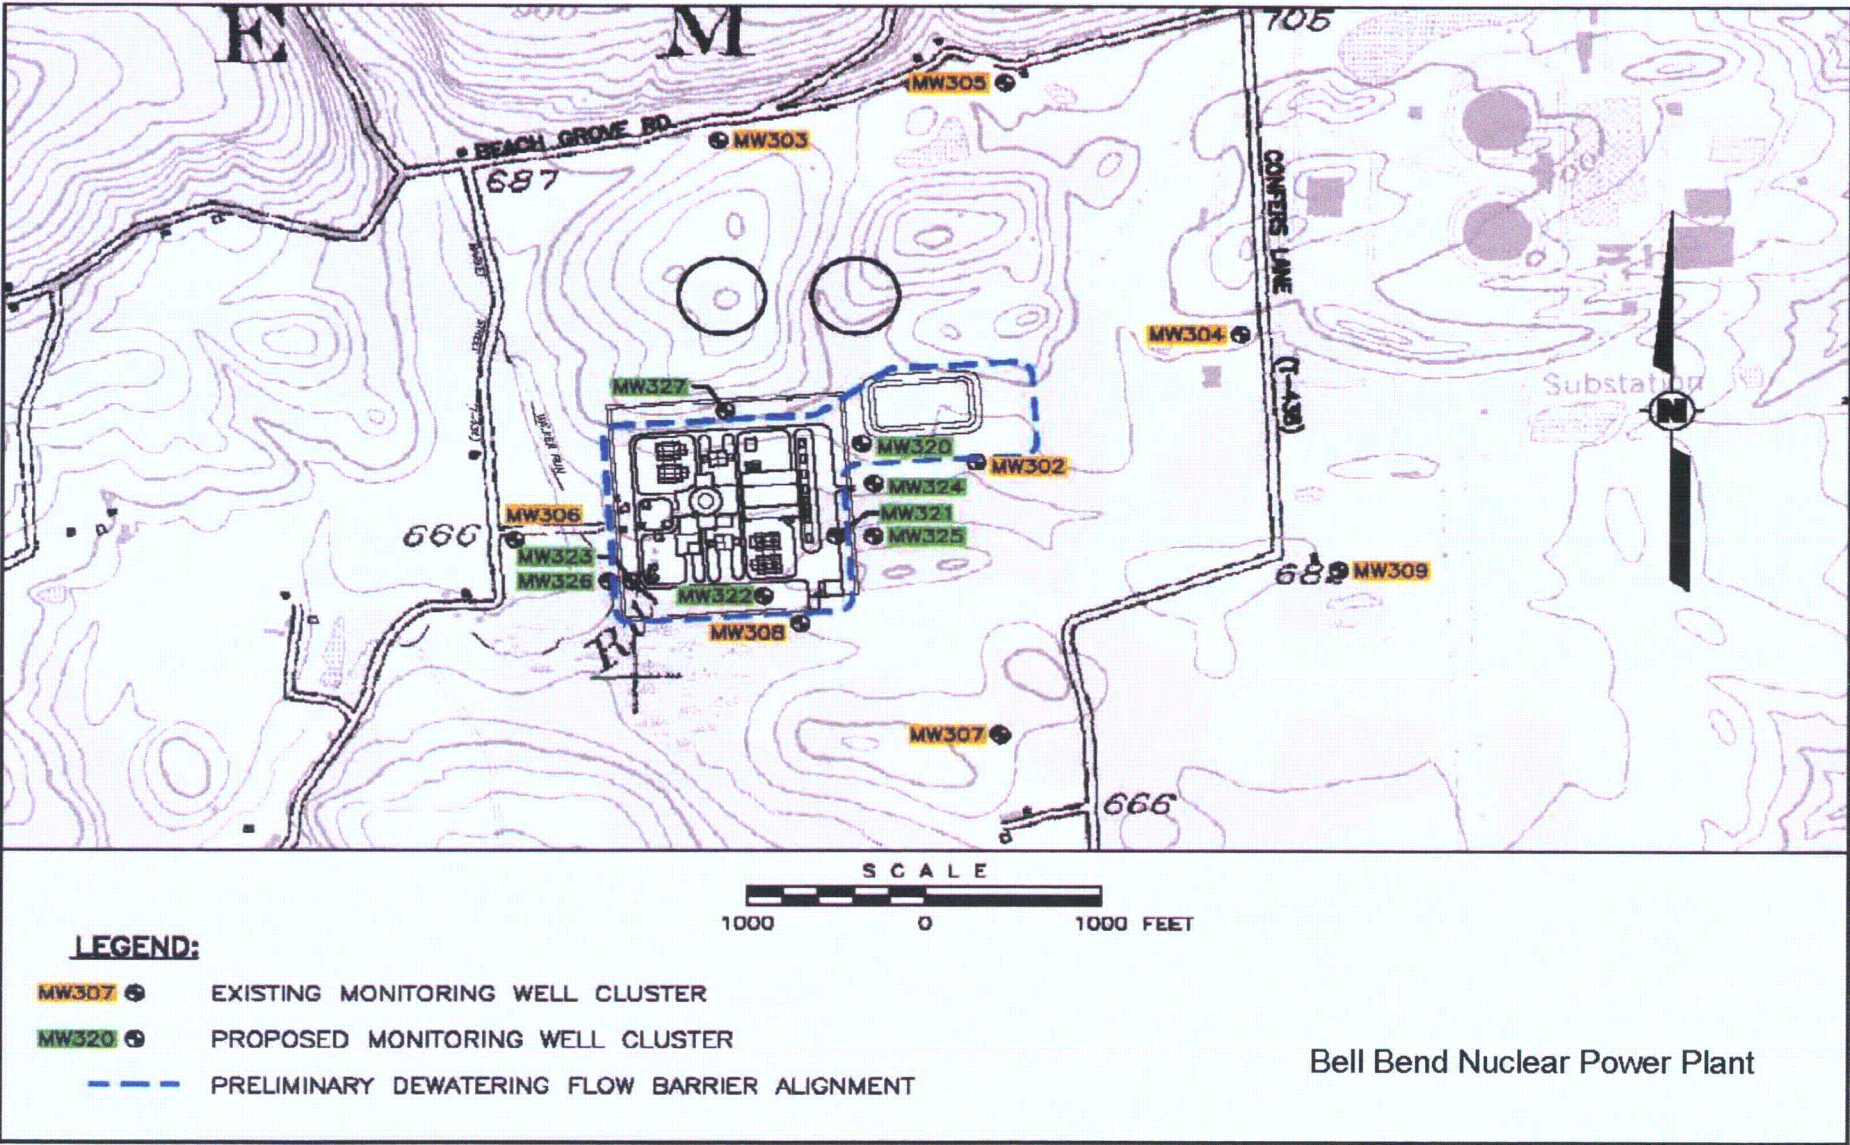 E M
705
MW305
BEACH GROVE RD.
MW303
687
CONFERS LANE (T-438)
MW304
Substation
N
MW327
MW320
MW302
MW324
MW306
MW321
666
MW325
MW323
MW309
682
MW326
MW322
MW308
MW307
666
SCALE
1000 0 1000 FEET
LEGEND:
MW307 EXISTING MONITORING WELL CLUSTER
MW320 PROPOSED MONITORING WELL CLUSTER
PRELIMINARY DEWATERING FLOW BARRIER ALIGNMENT
Bell Bend Nuclear Power Plant